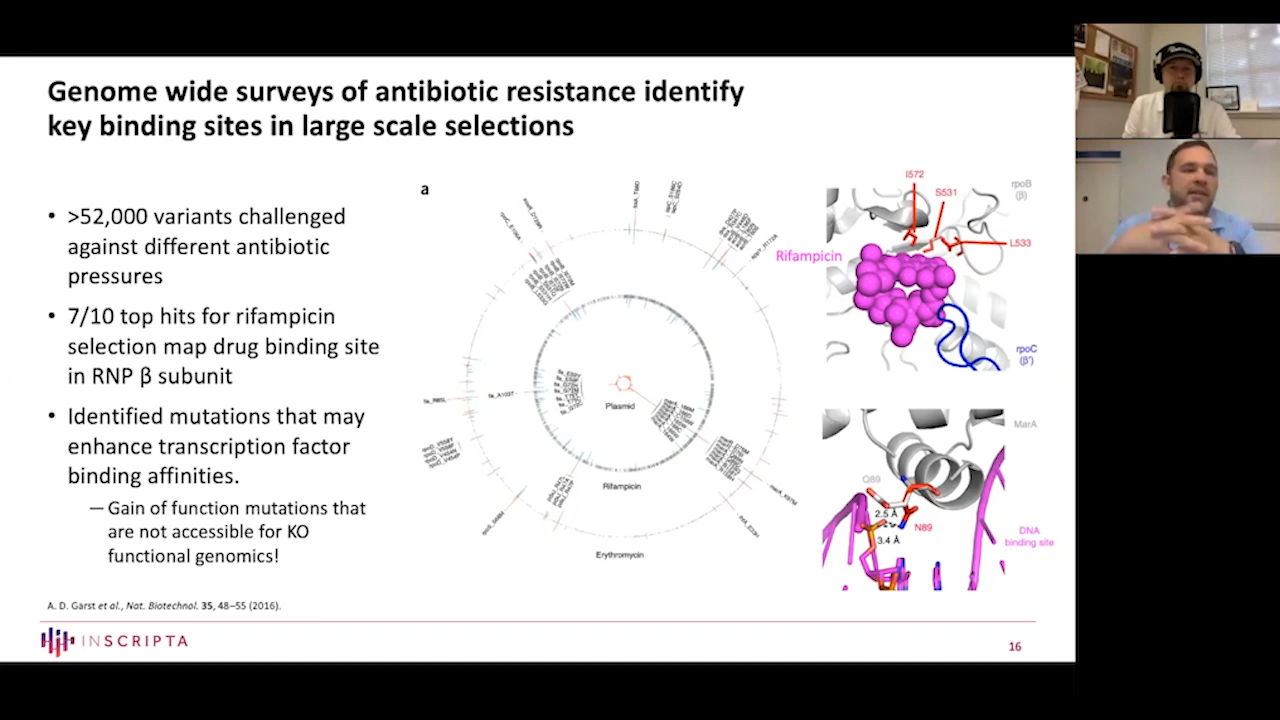 Genome wide surveys of antibiotic resistance identify
key binding sites in large scale selections
• >52,000 variants challenged
against different antibiotic
pressures
• 7/10 top hits for rifampicin
selection map drug binding site
in RNP β subunit
• Identified mutations that may
enhance transcription factor
binding affinities.
— Gain of function mutations that
are not accessible for KO
functional genomics!
a
Plasmid
Rifampicin
Erythromycin
I572
S531
rpoB
(β)
L533
Rifampicin
rpoC
(β')
MarA
Q89
2.5 Å
N89
3.4 Å
DNA
binding site
A. D. Garst et al., Nat. Biotechnol. 35, 48–55 (2016).
INSCRIPTA
16